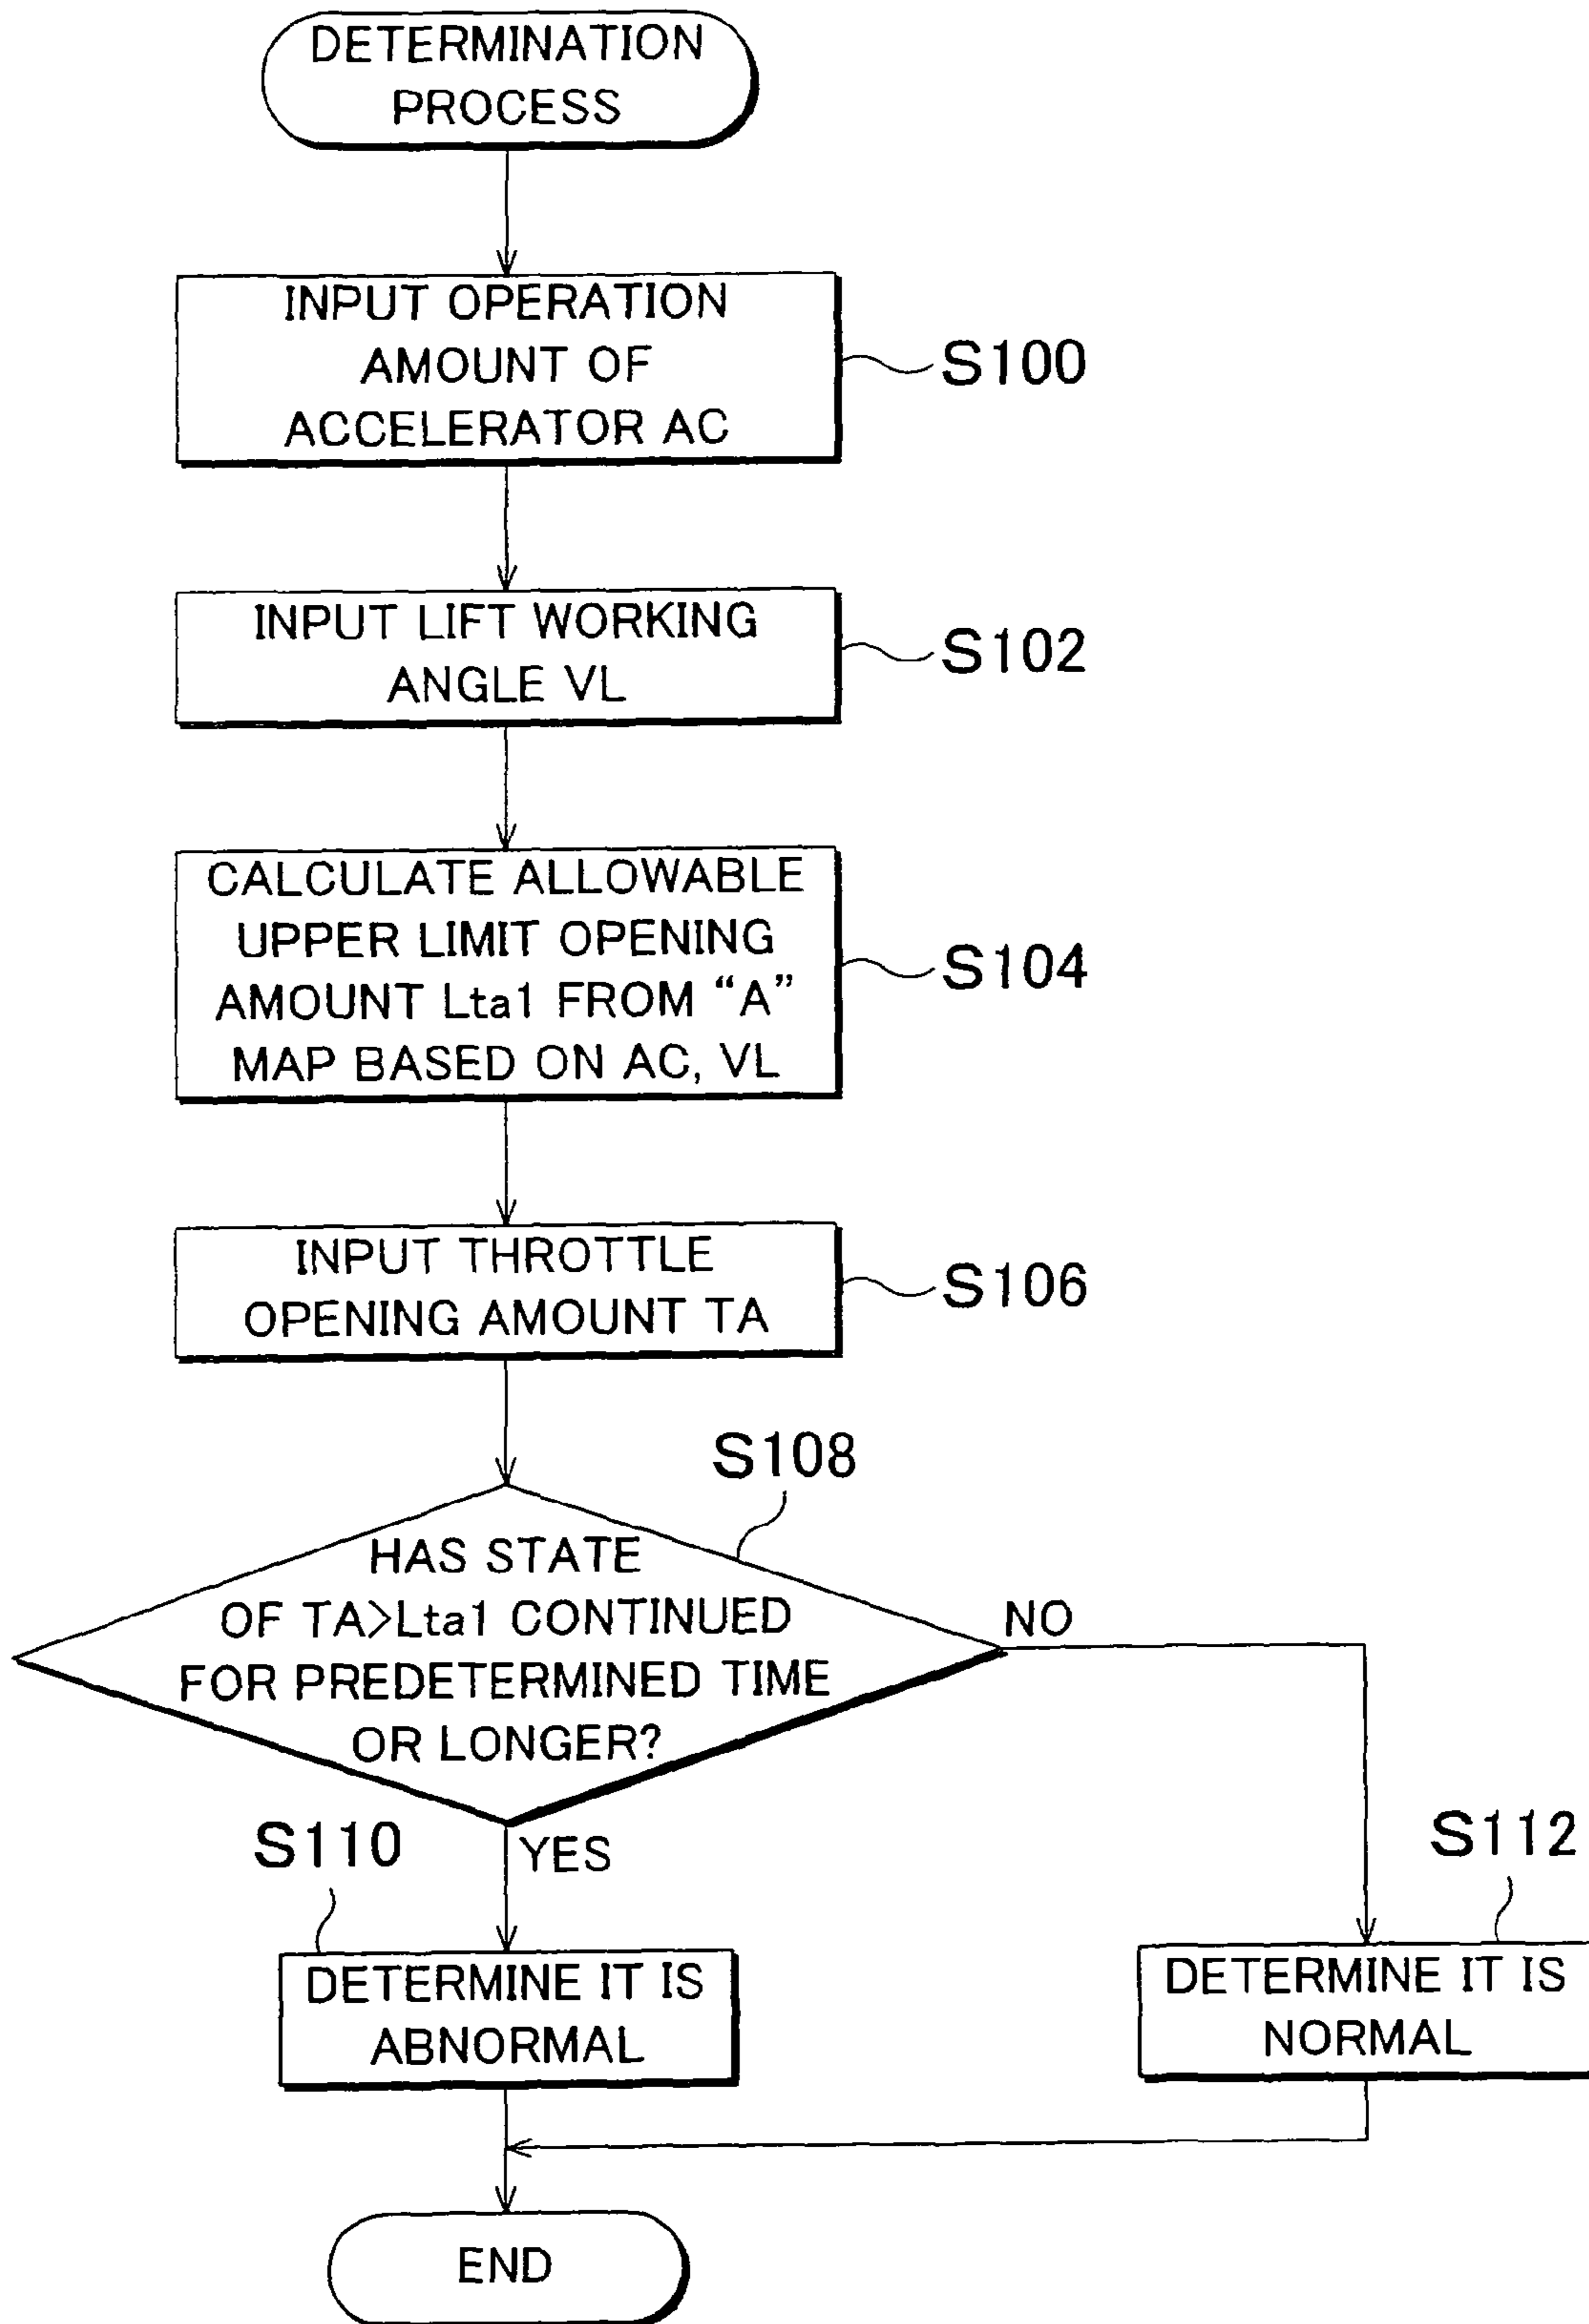 DETERMINATION
PROCESS
INPUT OPERATION
AMOUNT OF
ACCELERATOR AC
S100
INPUT LIFT WORKING
ANGLE VL
S102
CALCULATE ALLOWABLE
UPPER LIMIT OPENING
AMOUNT Lta1 FROM “A”
MAP BASED ON AC, VL
S104
INPUT THROTTLE
OPENING AMOUNT TA
S106
S108
HAS STATE
OF TA>Lta1 CONTINUED
FOR PREDETERMINED TIME
OR LONGER?
NO
YES
S110
DETERMINE IT IS
ABNORMAL
S112
DETERMINE IT IS
NORMAL
END